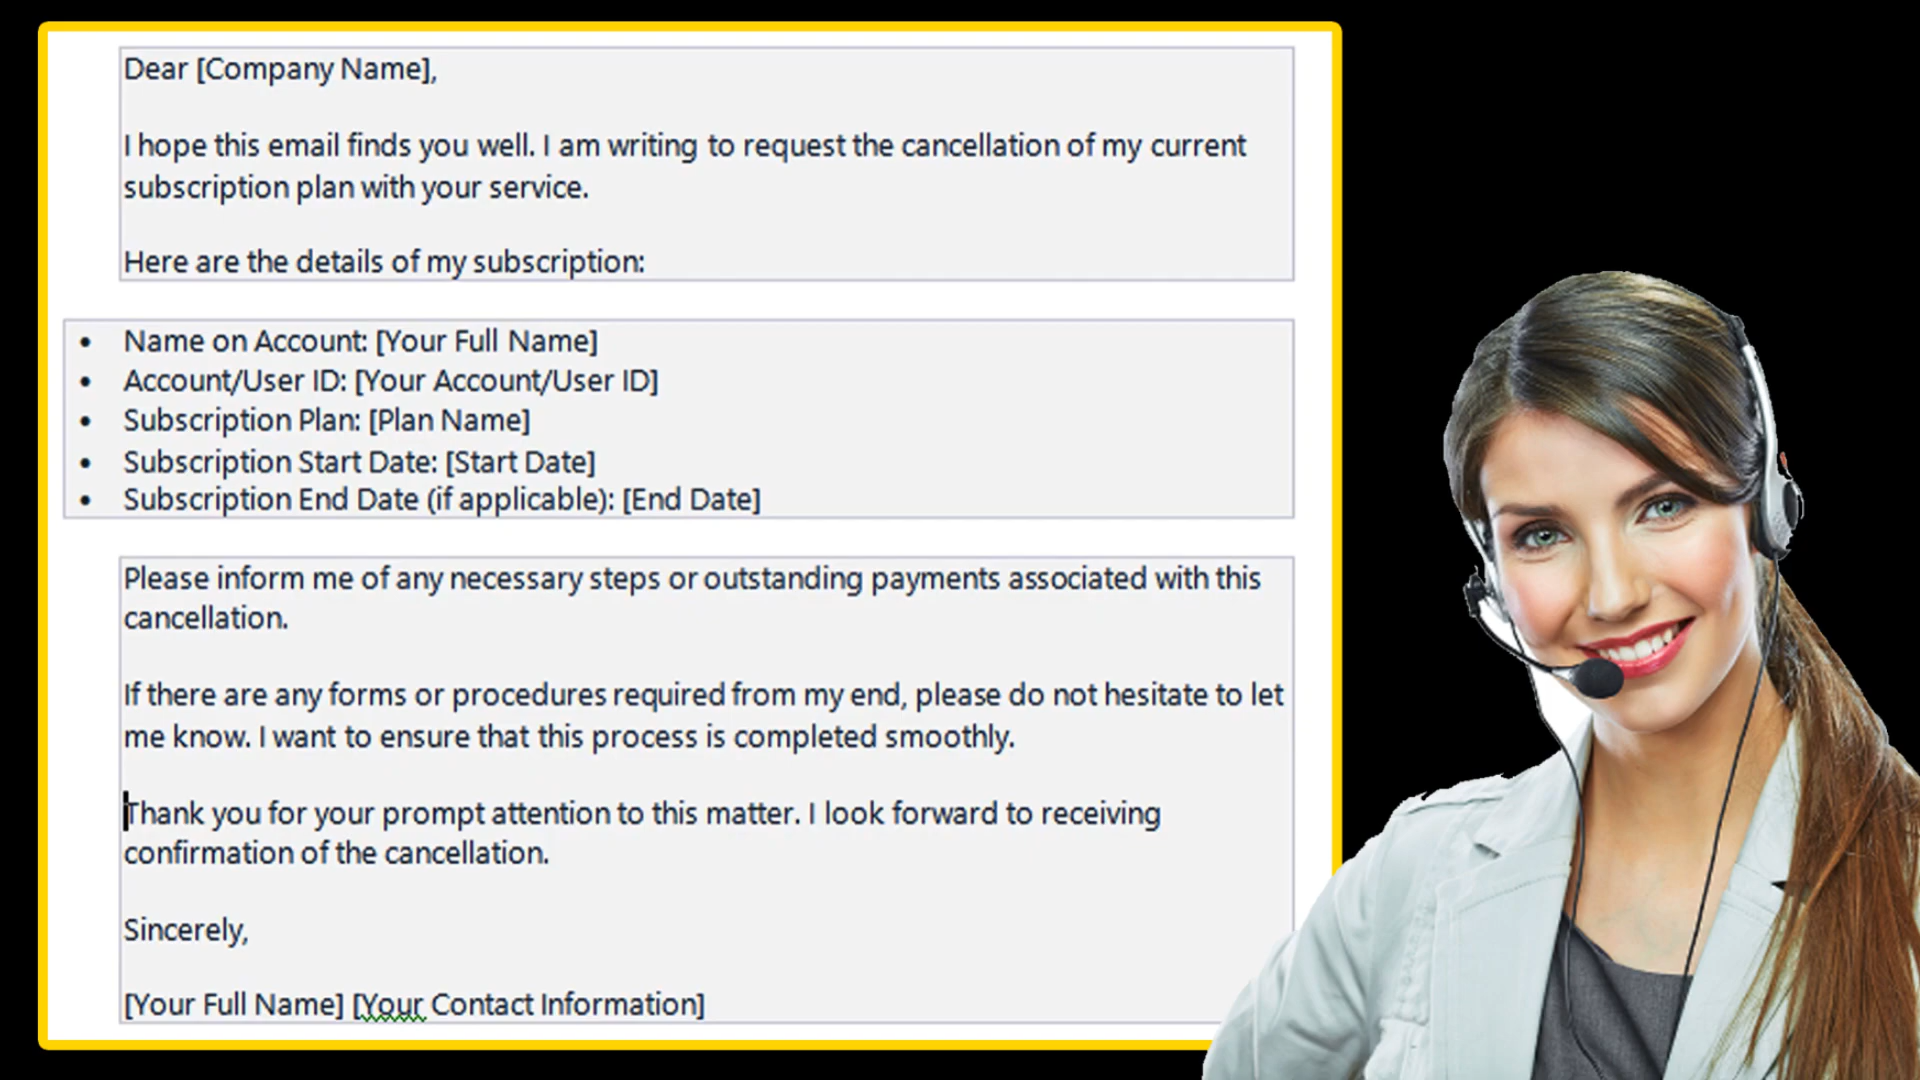 Dear [Company Name],
I hope this email finds you well. I am writing to request the cancellation of my current
subscription plan with your service.
Here are the details of my subscription:
• Name on Account: [Your Full Name]
• Account/User ID: [Your Account/User ID]
• Subscription Plan: [Plan Name]
• Subscription Start Date: [Start Date]
• Subscription End Date (if applicable): [End Date]
Please inform me of any necessary steps or outstanding payments associated with this
cancellation.
If there are any forms or procedures required from my end, please do not hesitate to let
me know. I want to ensure that this process is completed smoothly.
Thank you for your prompt attention to this matter. I look forward to receiving
confirmation of the cancellation.
Sincerely,
[Your Full Name] [Your Contact Information]